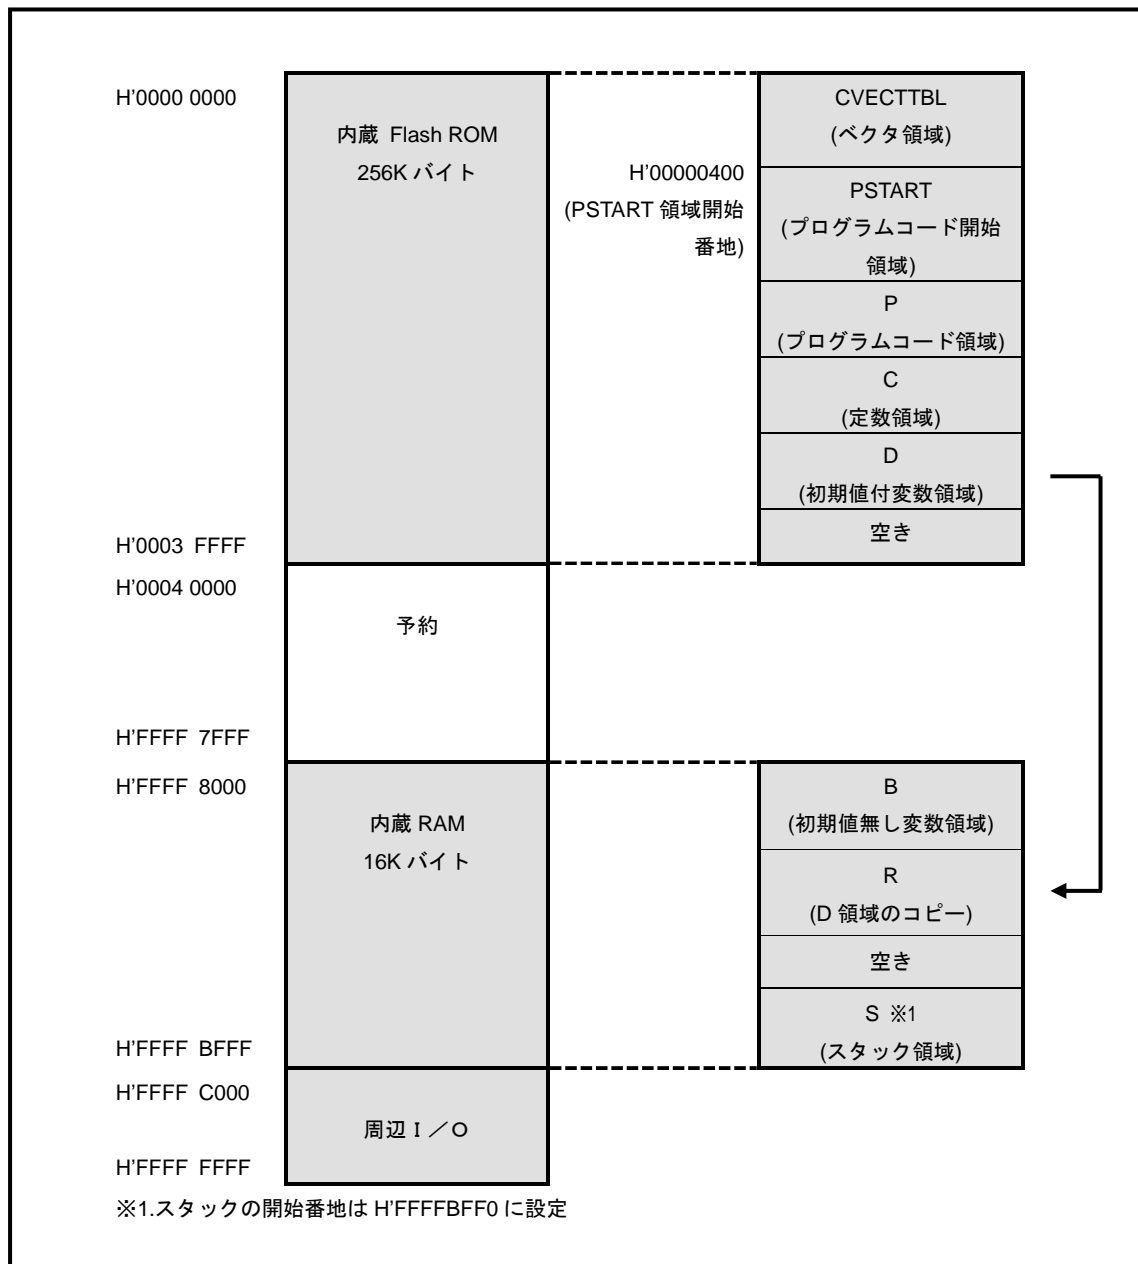 H'0000 0000
内蔵 Flash ROM
256K バイト
H'00000400
(PSTART 領域開始
番地)
CVECTTBL
(ベクタ領域)
PSTART
(プログラムコード開始
領域)
P
(プログラムコード領域)
C
(定数領域)
D
(初期値付変数領域)
空き
H'0003 FFFF
H'0004 0000
予約
H'FFFF 7FFF
H'FFFF 8000
内蔵 RAM
16K バイト
B
(初期値無し変数領域)
R
(D 領域のコピー)
空き
S ※1
(スタック領域)
H'FFFF BFFF
H'FFFF C000
周辺I/O
H'FFFF FFFF
※1.スタックの開始番地は H'FFFFBFF0 に設定